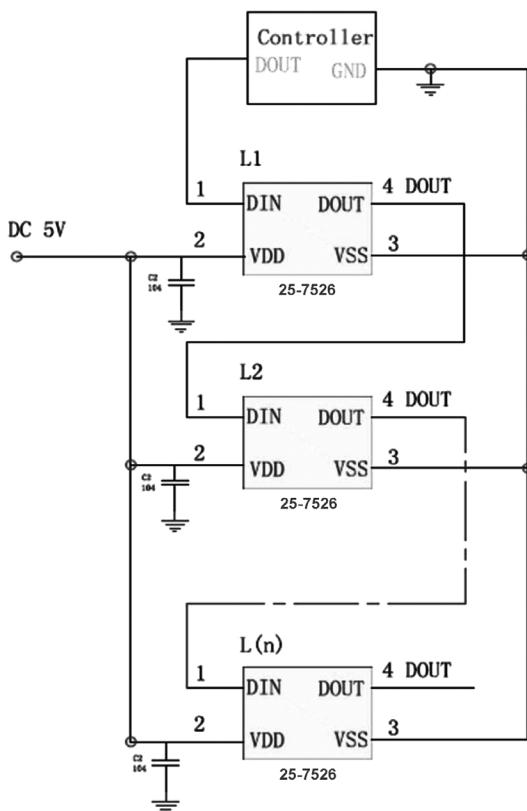 Controller
DOUT GND
L1
1 DIN DOUT 4 DOUT
DC 5V
2 VDD VSS 3
C2
104
25-7526
L2
1 DIN DOUT 4 DOUT
2 VDD VSS 3
C2
104
25-7526
L(n)
1 DIN DOUT 4 DOUT
2 VDD VSS 3
C2
104
25-7526